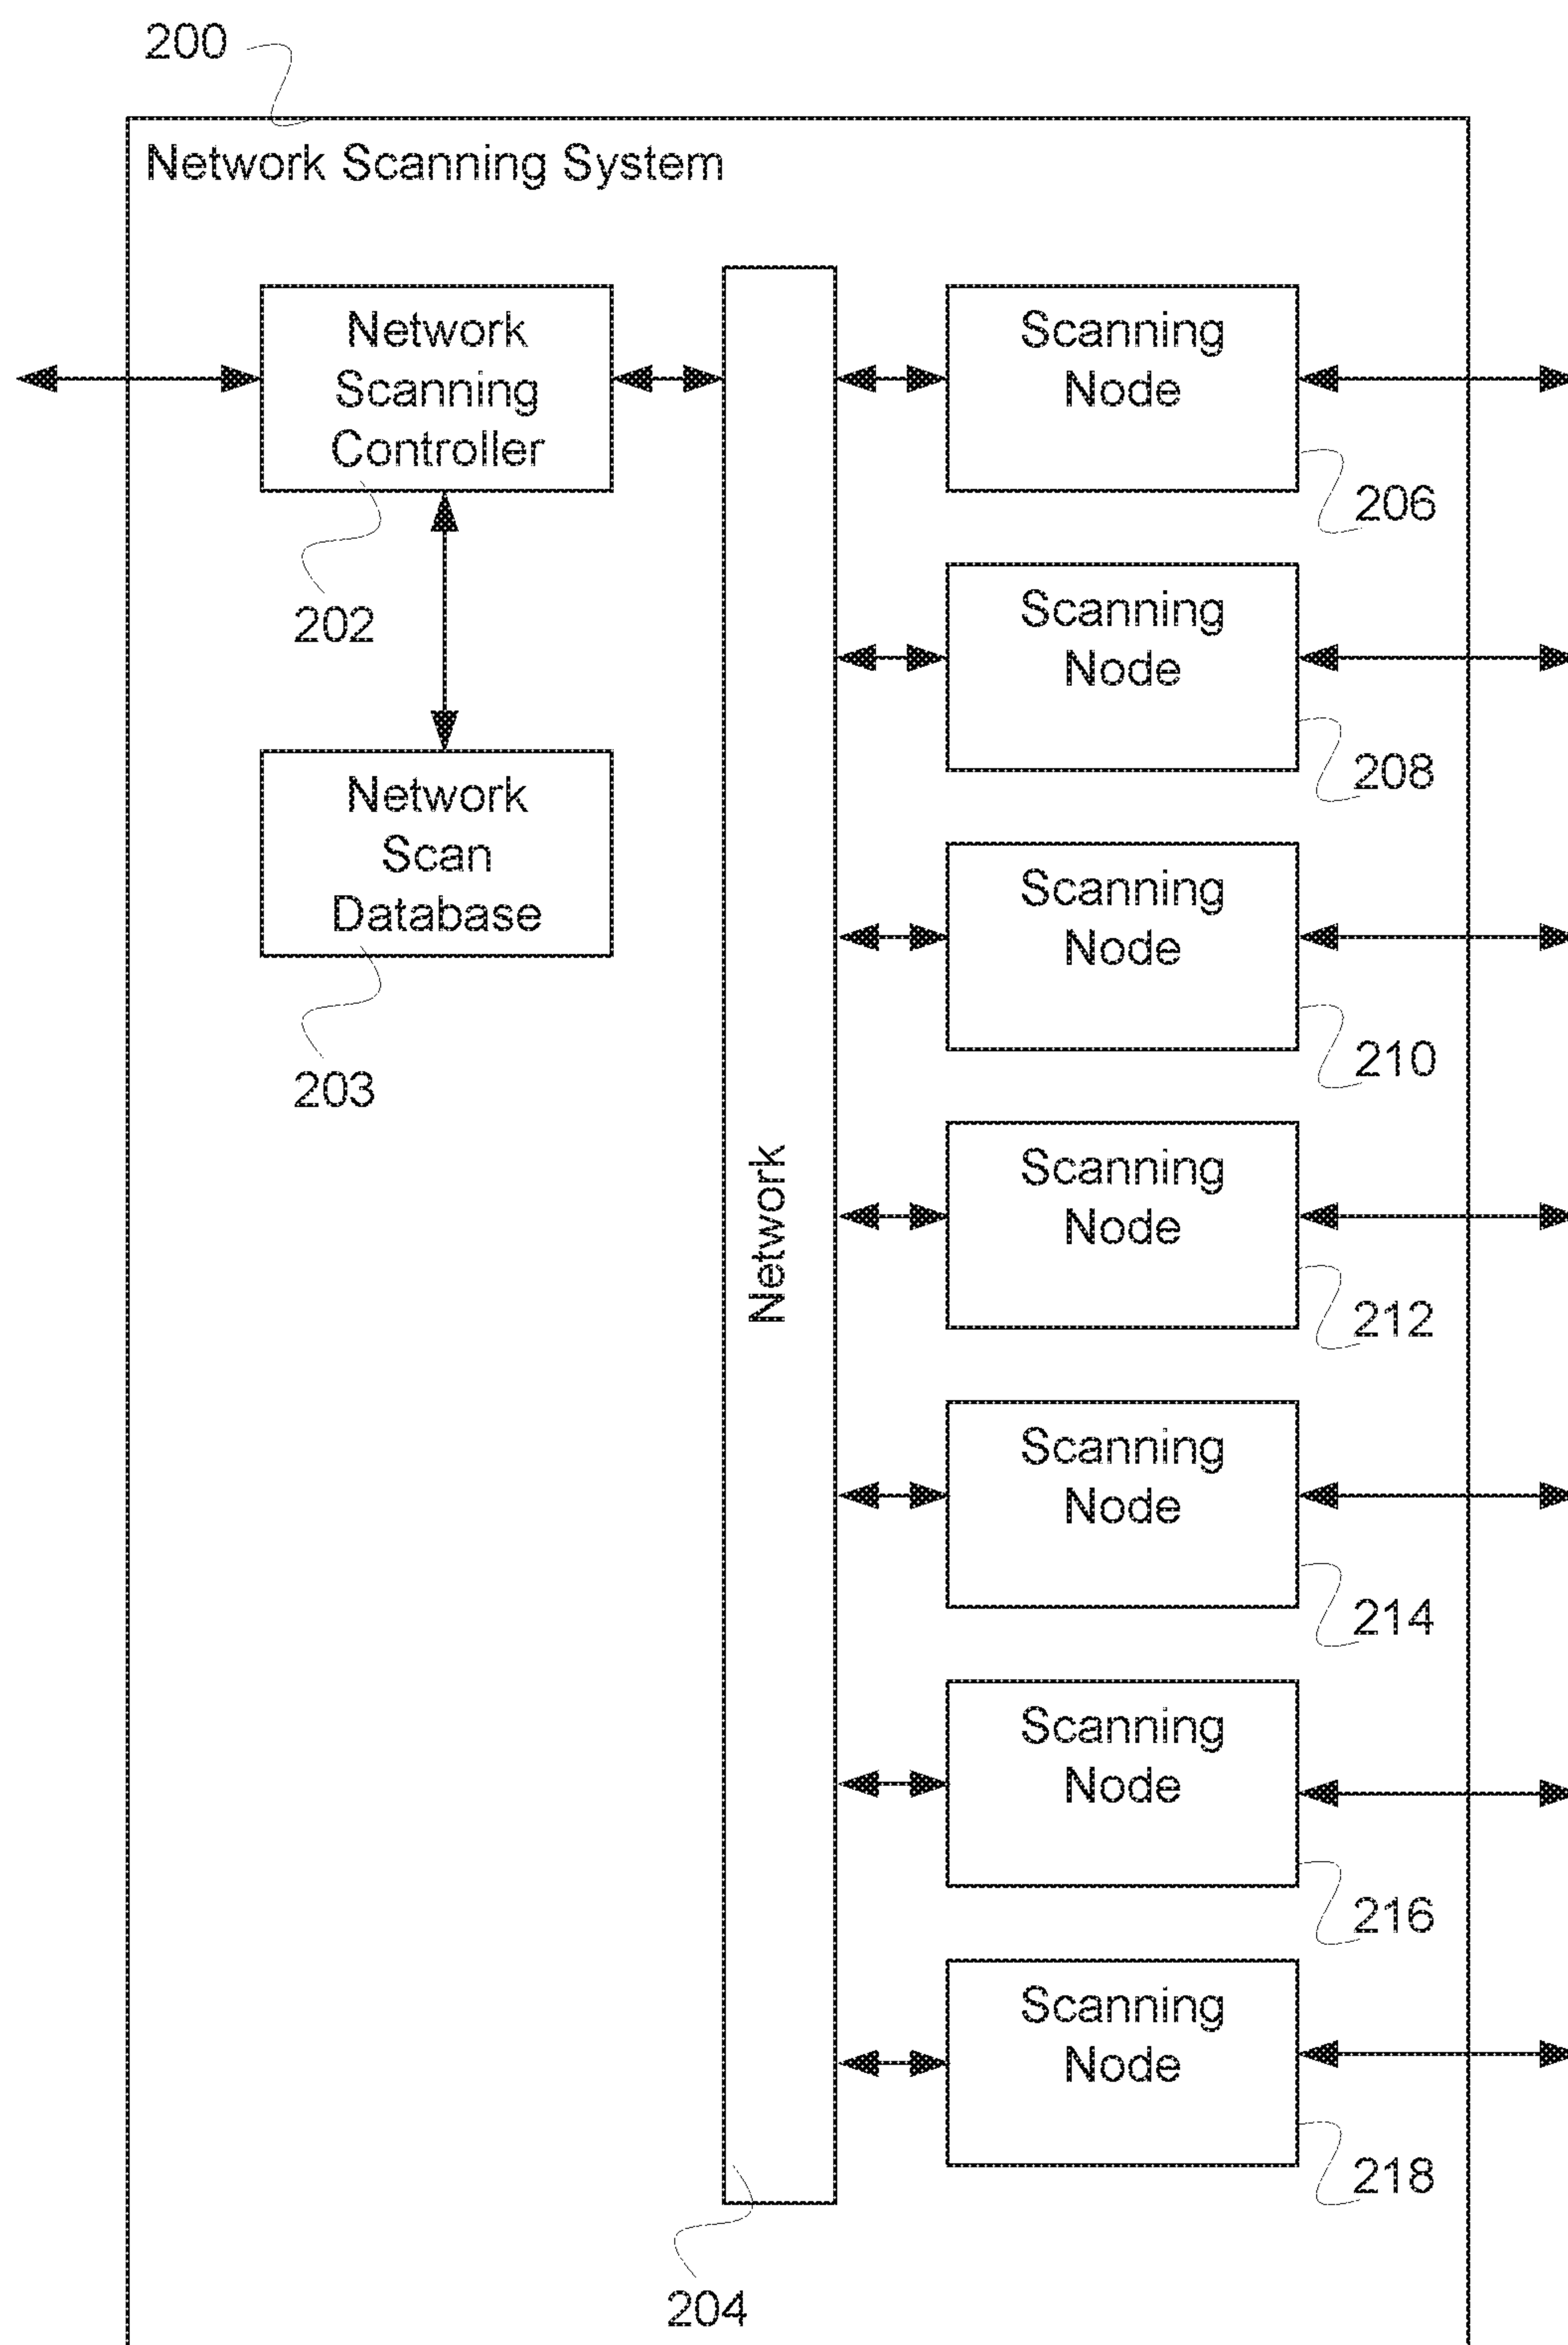 200
Network Scanning System
Network
Scanning
Controller
202
Network
Scan
Database
203
Network
204
Scanning
Node
206
Scanning
Node
208
Scanning
Node
210
Scanning
Node
212
Scanning
Node
214
Scanning
Node
216
Scanning
Node
218